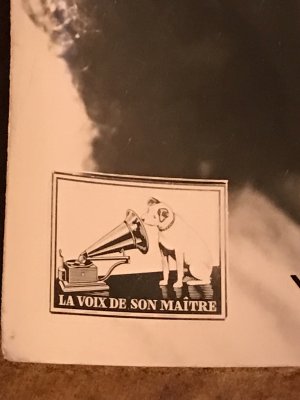 LA VOIX DE SON MAÎTRE